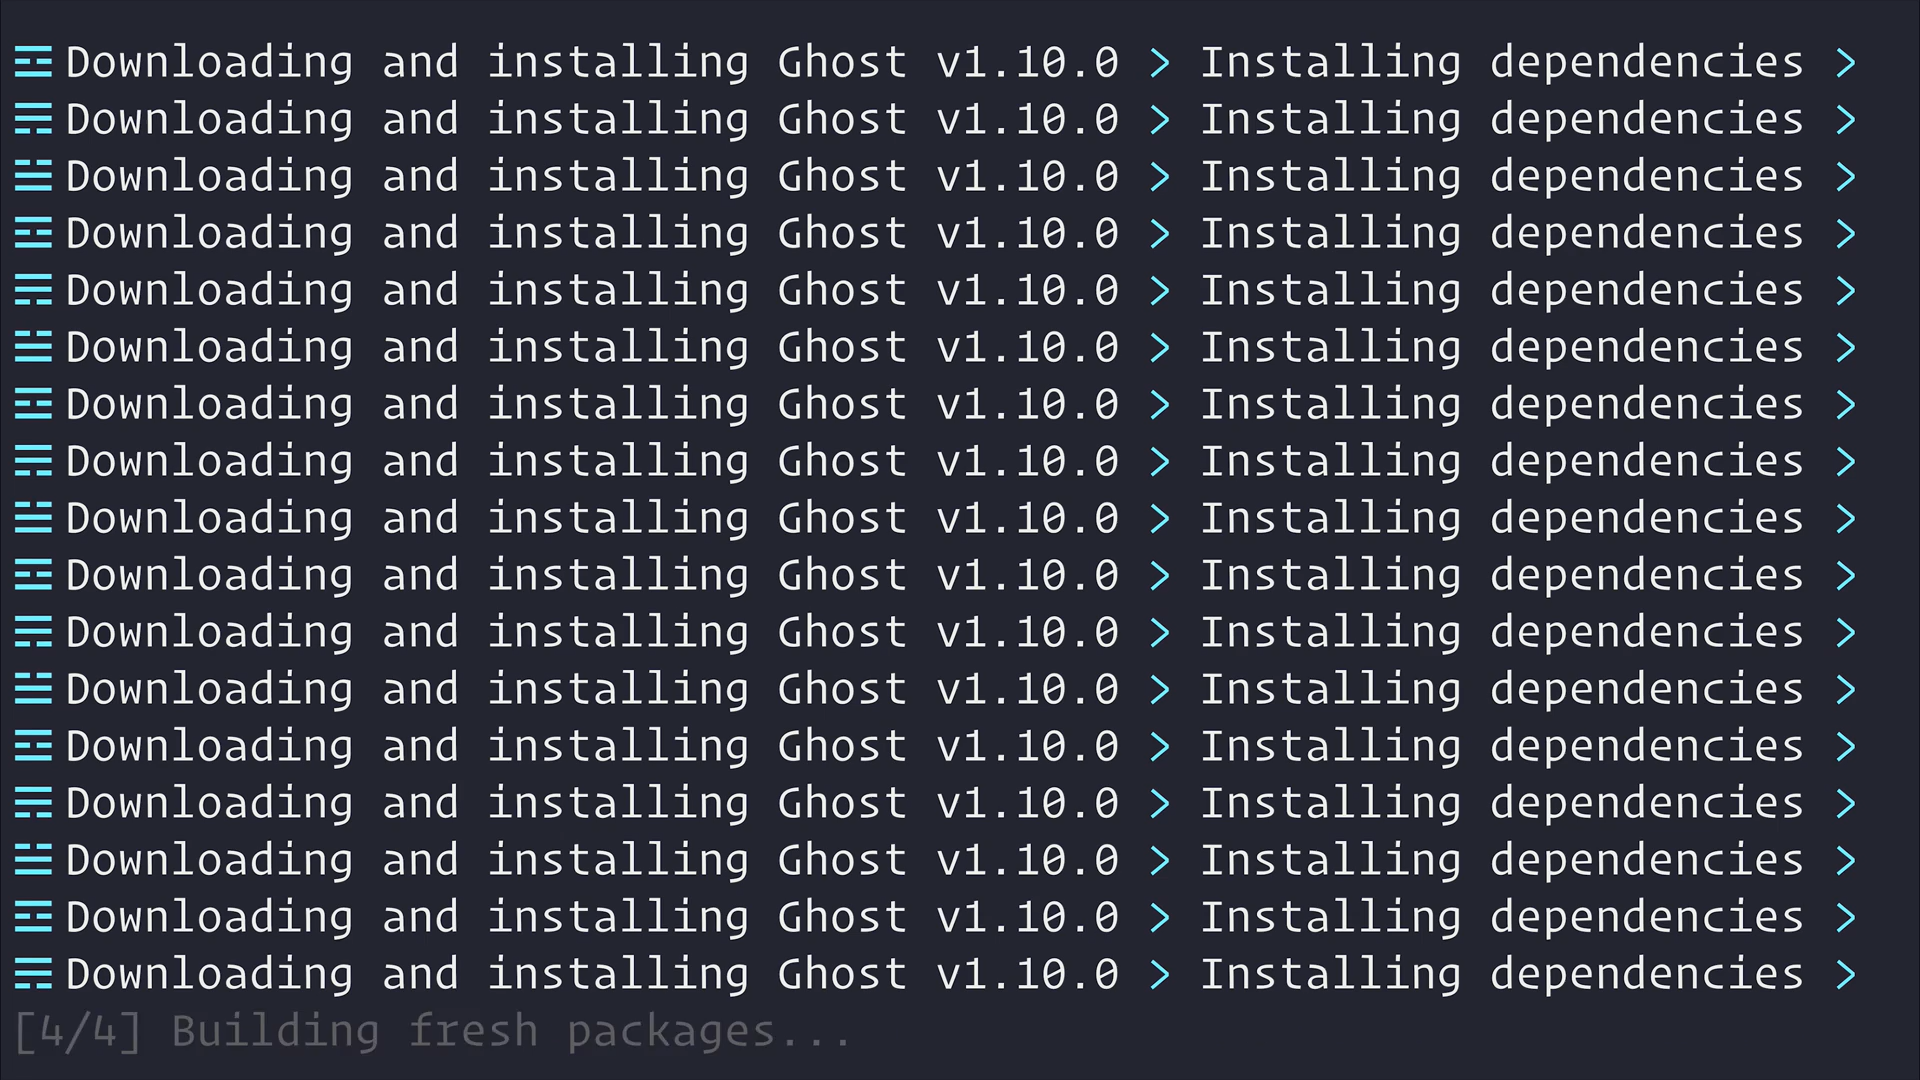 ☲ Downloading and installing Ghost v1.10.0 > Installing dependencies >
☴ Downloading and installing Ghost v1.10.0 > Installing dependencies >
☱ Downloading and installing Ghost v1.10.0 > Installing dependencies >
☲ Downloading and installing Ghost v1.10.0 > Installing dependencies >
☴ Downloading and installing Ghost v1.10.0 > Installing dependencies >
☱ Downloading and installing Ghost v1.10.0 > Installing dependencies >
☲ Downloading and installing Ghost v1.10.0 > Installing dependencies >
☴ Downloading and installing Ghost v1.10.0 > Installing dependencies >
☱ Downloading and installing Ghost v1.10.0 > Installing dependencies >
☲ Downloading and installing Ghost v1.10.0 > Installing dependencies >
☴ Downloading and installing Ghost v1.10.0 > Installing dependencies >
☱ Downloading and installing Ghost v1.10.0 > Installing dependencies >
☲ Downloading and installing Ghost v1.10.0 > Installing dependencies >
☴ Downloading and installing Ghost v1.10.0 > Installing dependencies >
☱ Downloading and installing Ghost v1.10.0 > Installing dependencies >
☲ Downloading and installing Ghost v1.10.0 > Installing dependencies >
☴ Downloading and installing Ghost v1.10.0 > Installing dependencies >
[4/4] Building fresh packages...